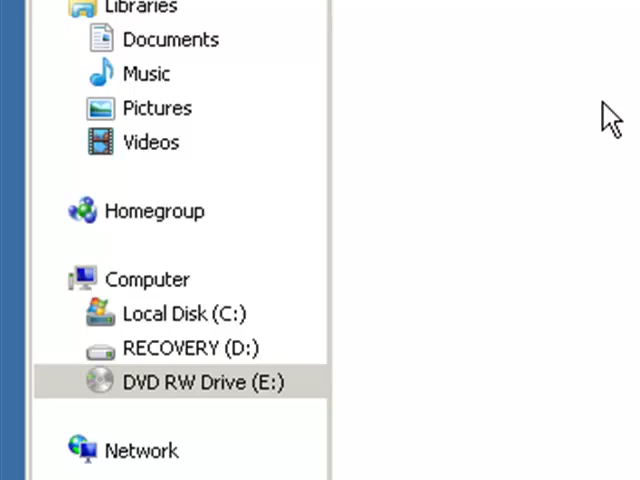 Libraries
Documents
Music
Pictures
Videos
Homegroup
Computer
Local Disk (C:)
RECOVERY (D:)
DVD RW Drive (E:)
Network